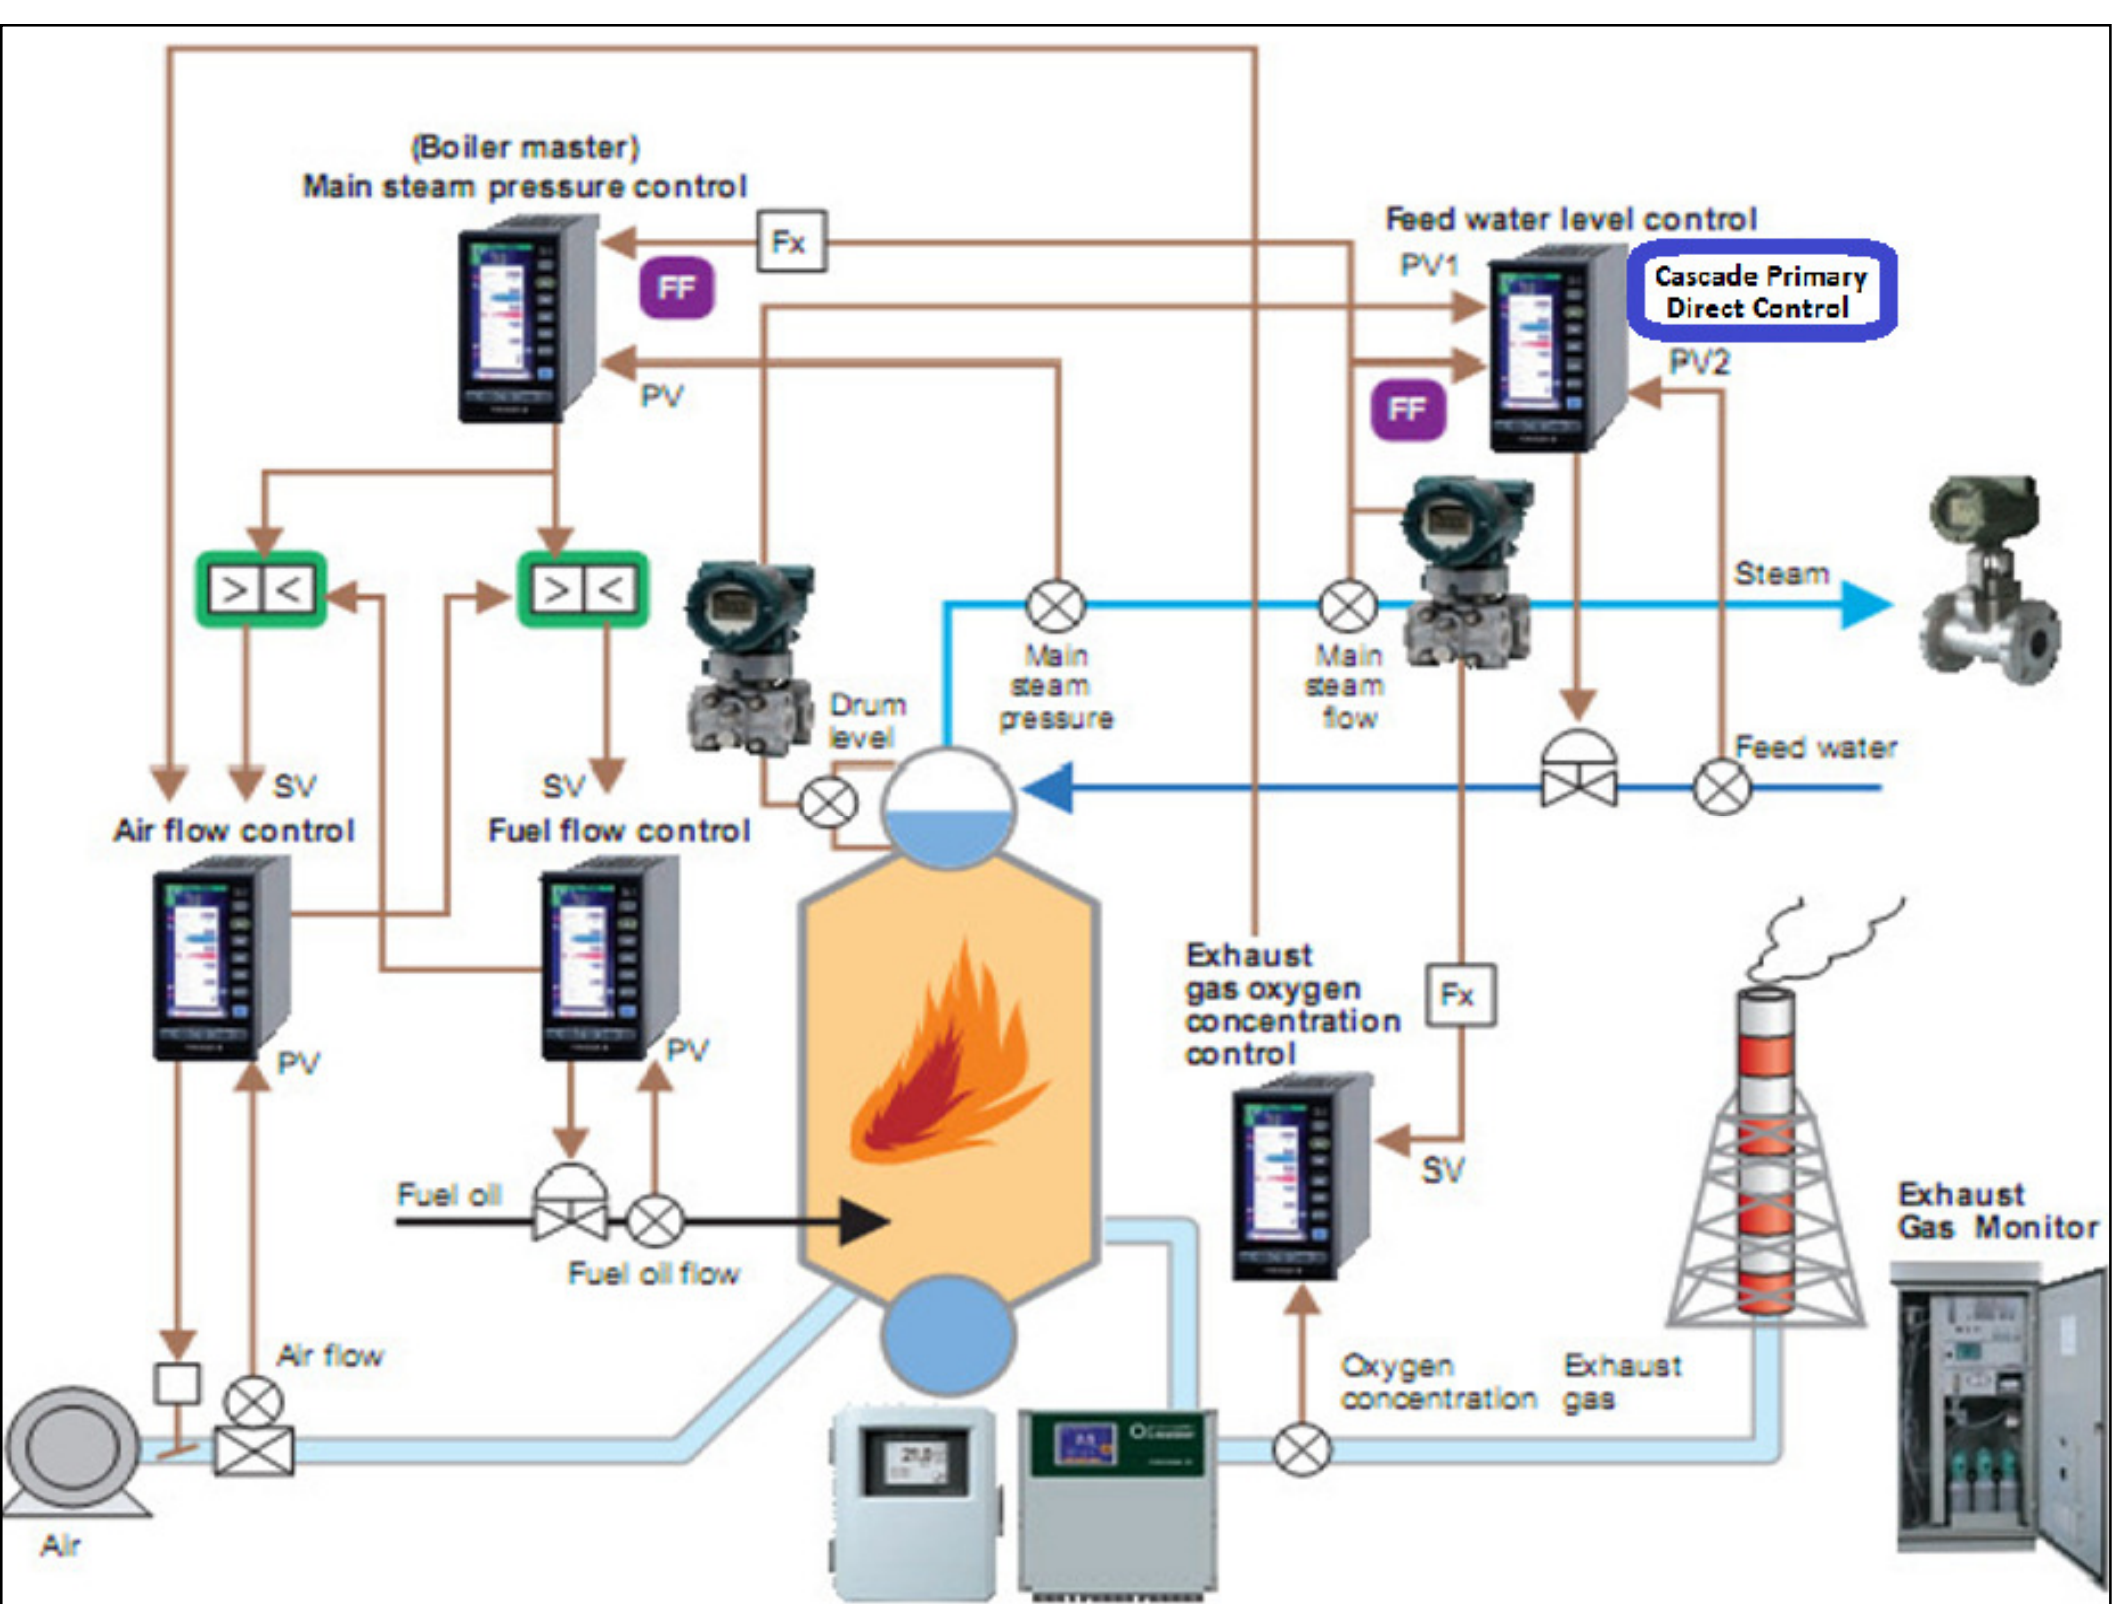 (Boiler master)
Main steam pressure control
Fx
FF
PV
Feed water level control
PV1
Cascade Primary
Direct Control
PV2
FF
> <
> <
Steam
Main
steam
pressure
Main
steam
flow
Drum
level
Feed water
SV
SV
Air flow control
Fuel flow control
PV
PV
Exhaust
gas oxygen
concentration
control
Fx
SV
Fuel oil
Fuel oil flow
Exhaust
Gas Monitor
Air flow
Oxygen
concentration
Exhaust
gas
Air